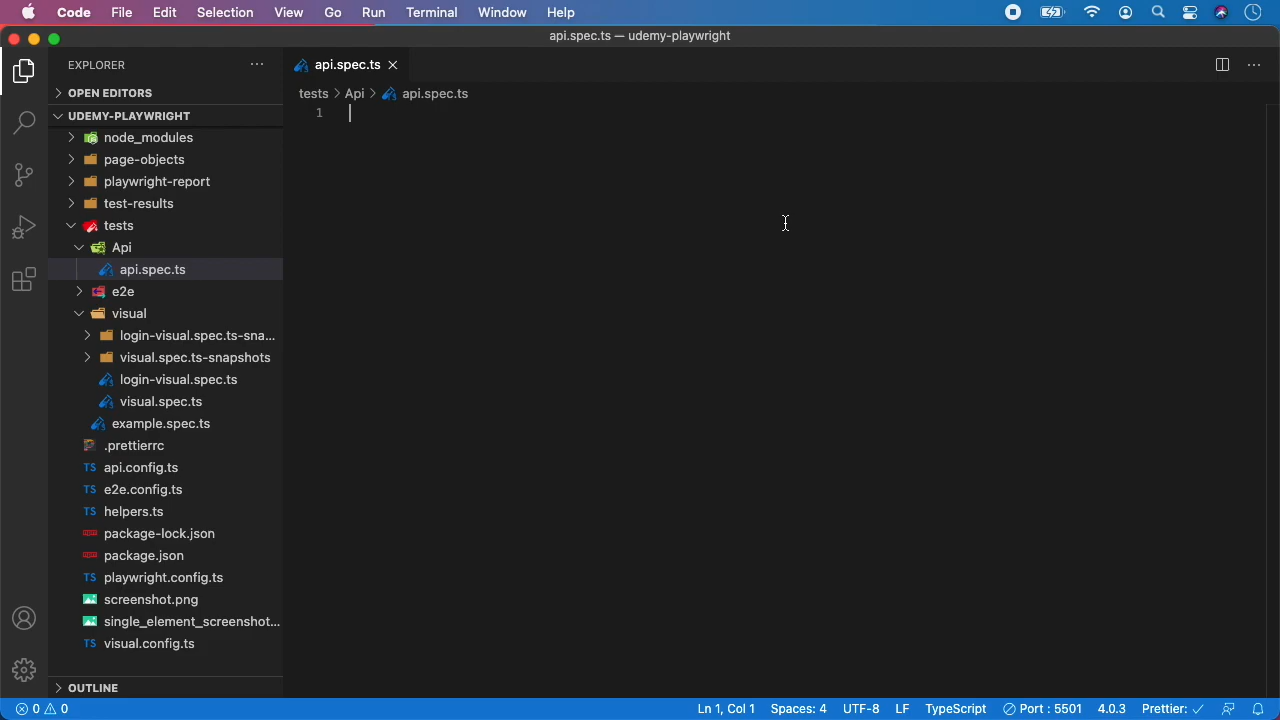 Code File Edit Selection View Go Run Terminal Window Help
api.spec.ts — udemy-playwright
EXPLORER
OPEN EDITORS
UDEMY-PLAYWRIGHT
node_modules
page-objects
playwright-report
test-results
tests
Api
api.spec.ts
e2e
visual
login-visual.spec.ts-sna...
visual.spec.ts-snapshots
login-visual.spec.ts
visual.spec.ts
example.spec.ts
.prettierrc
TS api.config.ts
TS e2e.config.ts
TS helpers.ts
package-lock.json
package.json
TS playwright.config.ts
screenshot.png
single_element_screenshot...
TS visual.config.ts
OUTLINE
api.spec.ts
tests > Api > api.spec.ts
1
0 0 Ln 1, Col 1 Spaces: 4 UTF-8 LF TypeScript Port : 5501 4.0.3 Prettier: ✓